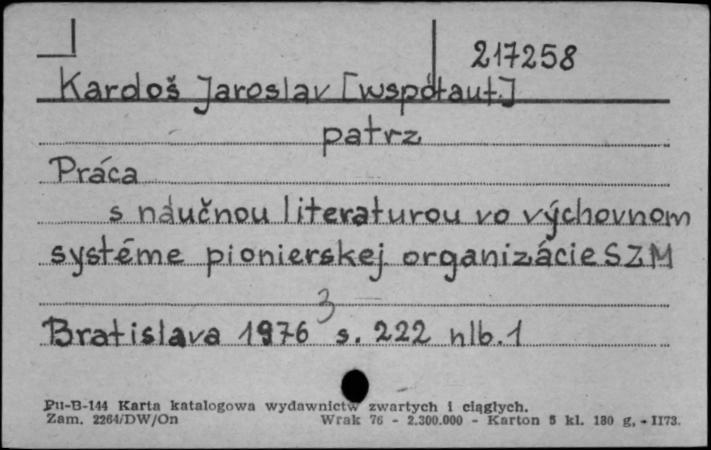 217258
Kardoš Jaroslav [współaut.]
patrz
Práca
s náučnou literaturou vo výchovnom
systéme pionierskej organizácie SZM
3
Bratislava 1976 s. 222 nlb. 1
Pu-B-144 Karta katalogowa wydawnictw zwartych i ciągłych.
Zam. 2264/DW/On Wrak 76 - 2.300.000 - Karton 5 kl. 180 g, - II73.